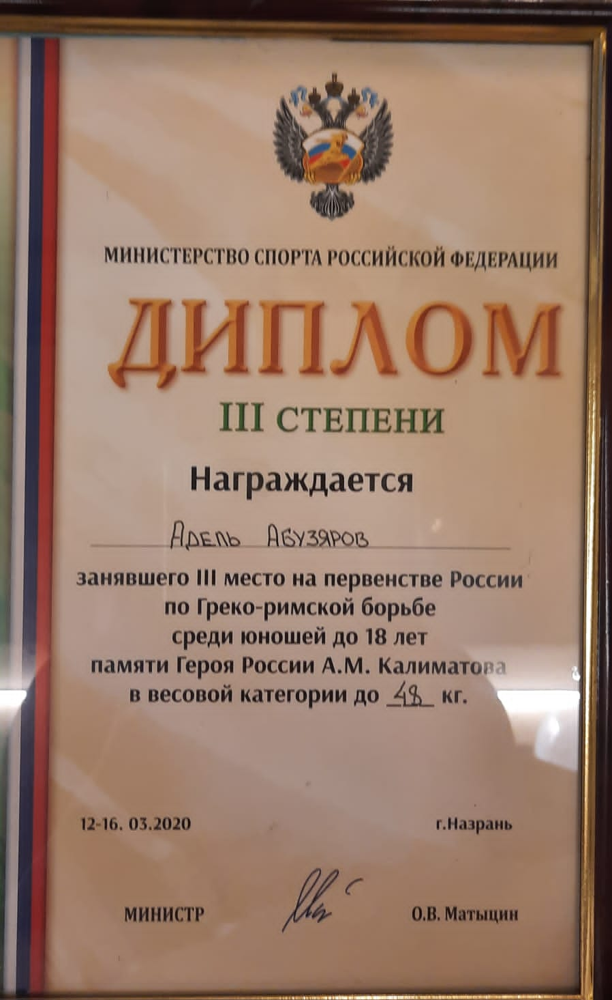 МИНИСТЕРСТВО СПОРТА РОССИЙСКОЙ ФЕДЕРАЦИИ
ДИПЛОМ
III СТЕПЕНИ
Награждается
Адель Абузяров
занявшего III место на первенстве России
по Греко-римской борьбе
среди юношей до 18 лет
памяти Героя России А.М. Калиматова
в весовой категории до 48 кг.
12-16. 03.2020 г.Назрань
МИНИСТР О.В. Матыцин